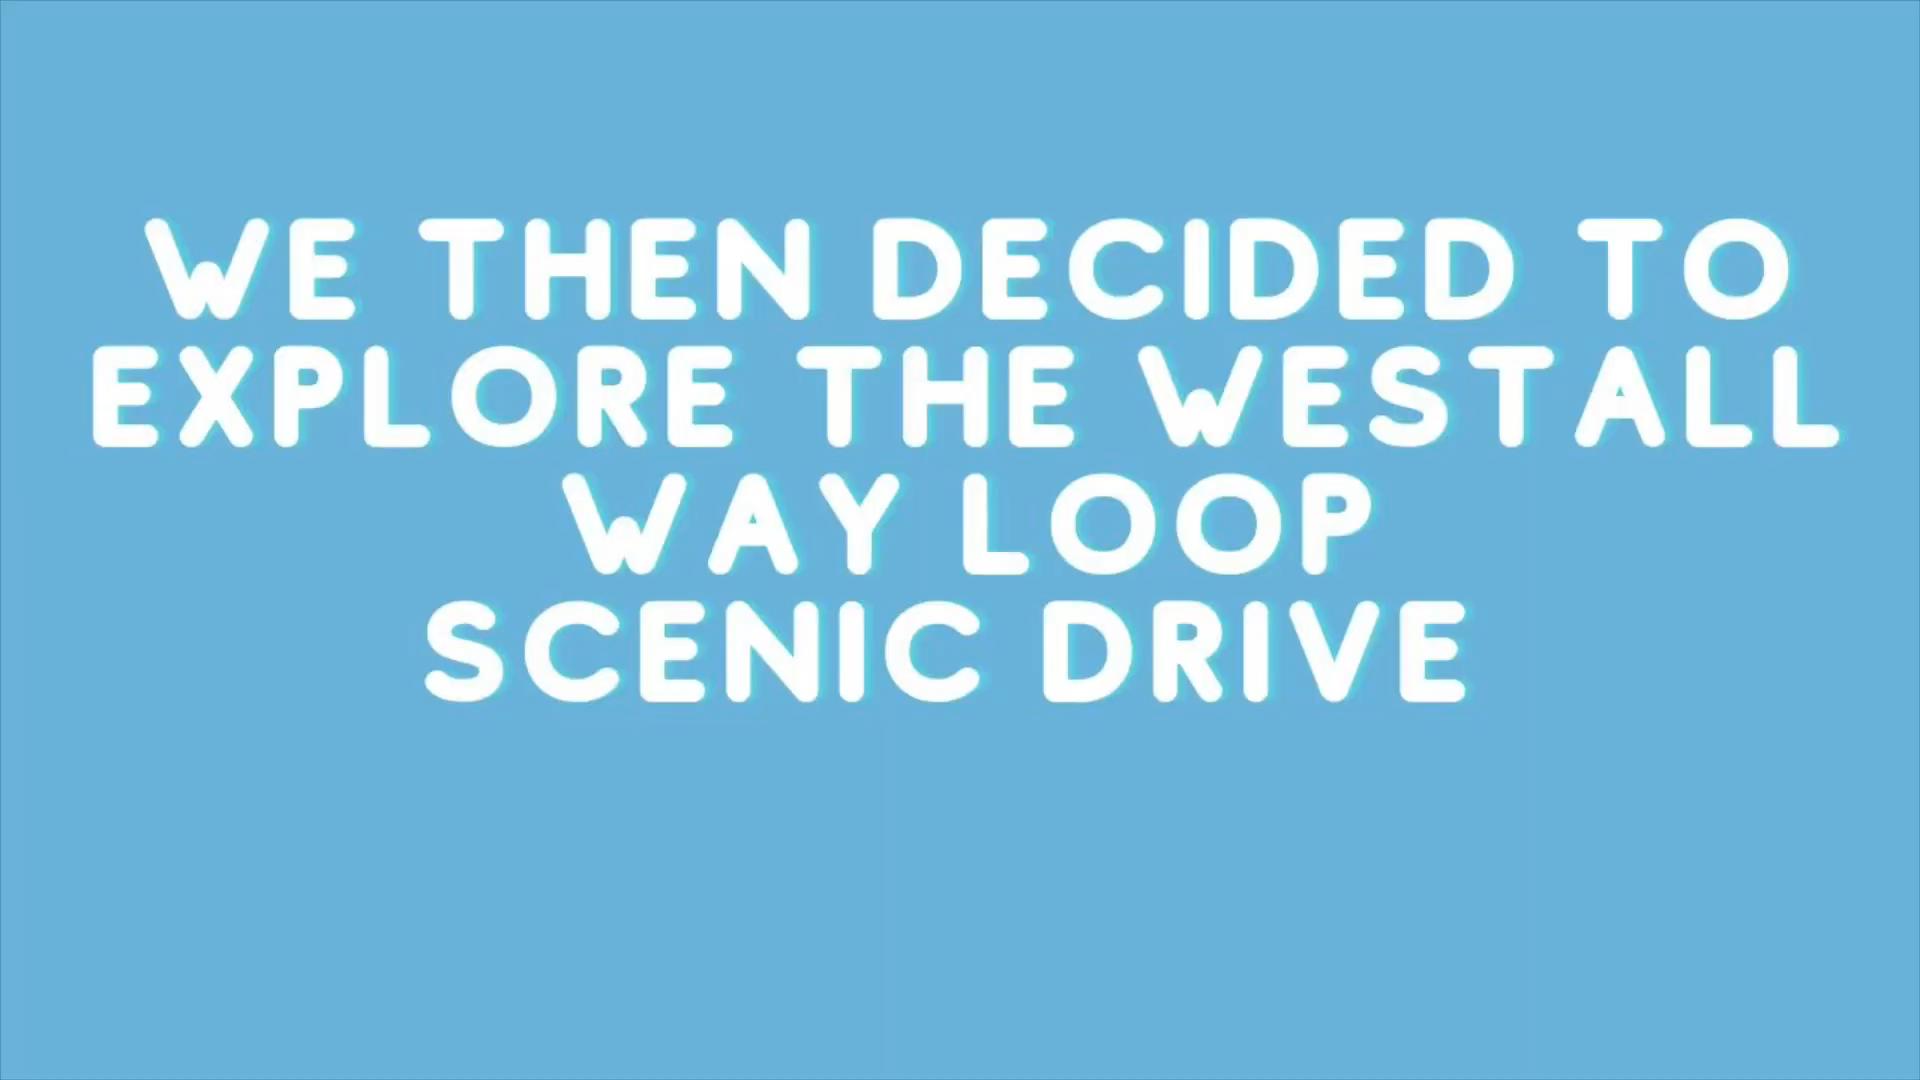 WE THEN DECIDED TO
EXPLORE THE WESTALL
WAY LOOP
SCENIC DRIVE